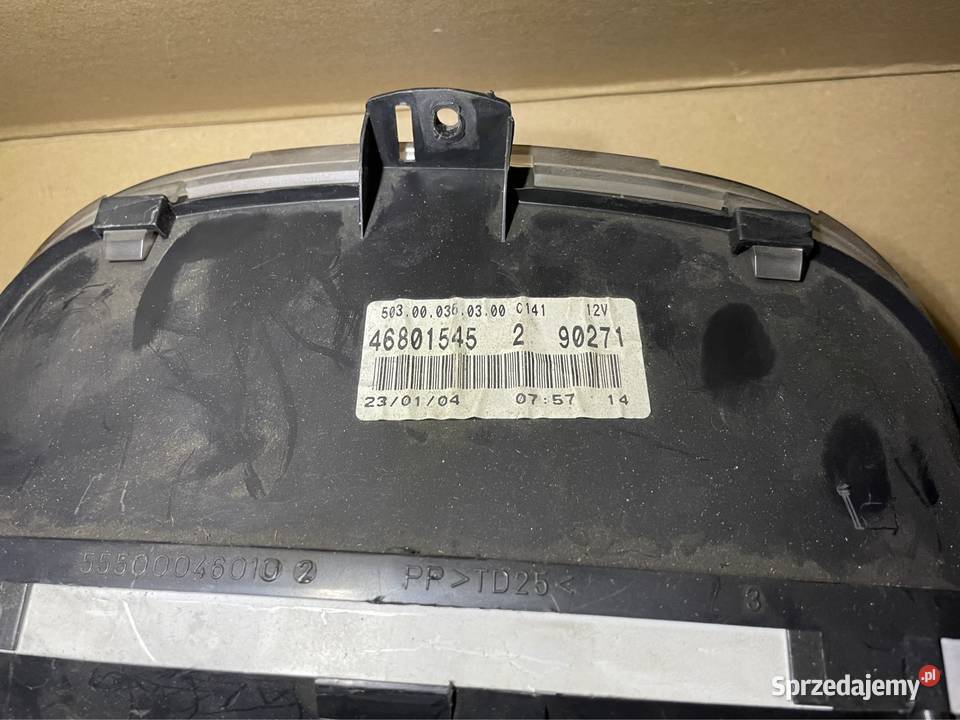 503.00.036.03.00 C141 12V
46801545 2 90271
23/01/04 07:57 14
55500046010 2 PP>TD25< 3
Sprzedajemy.pl